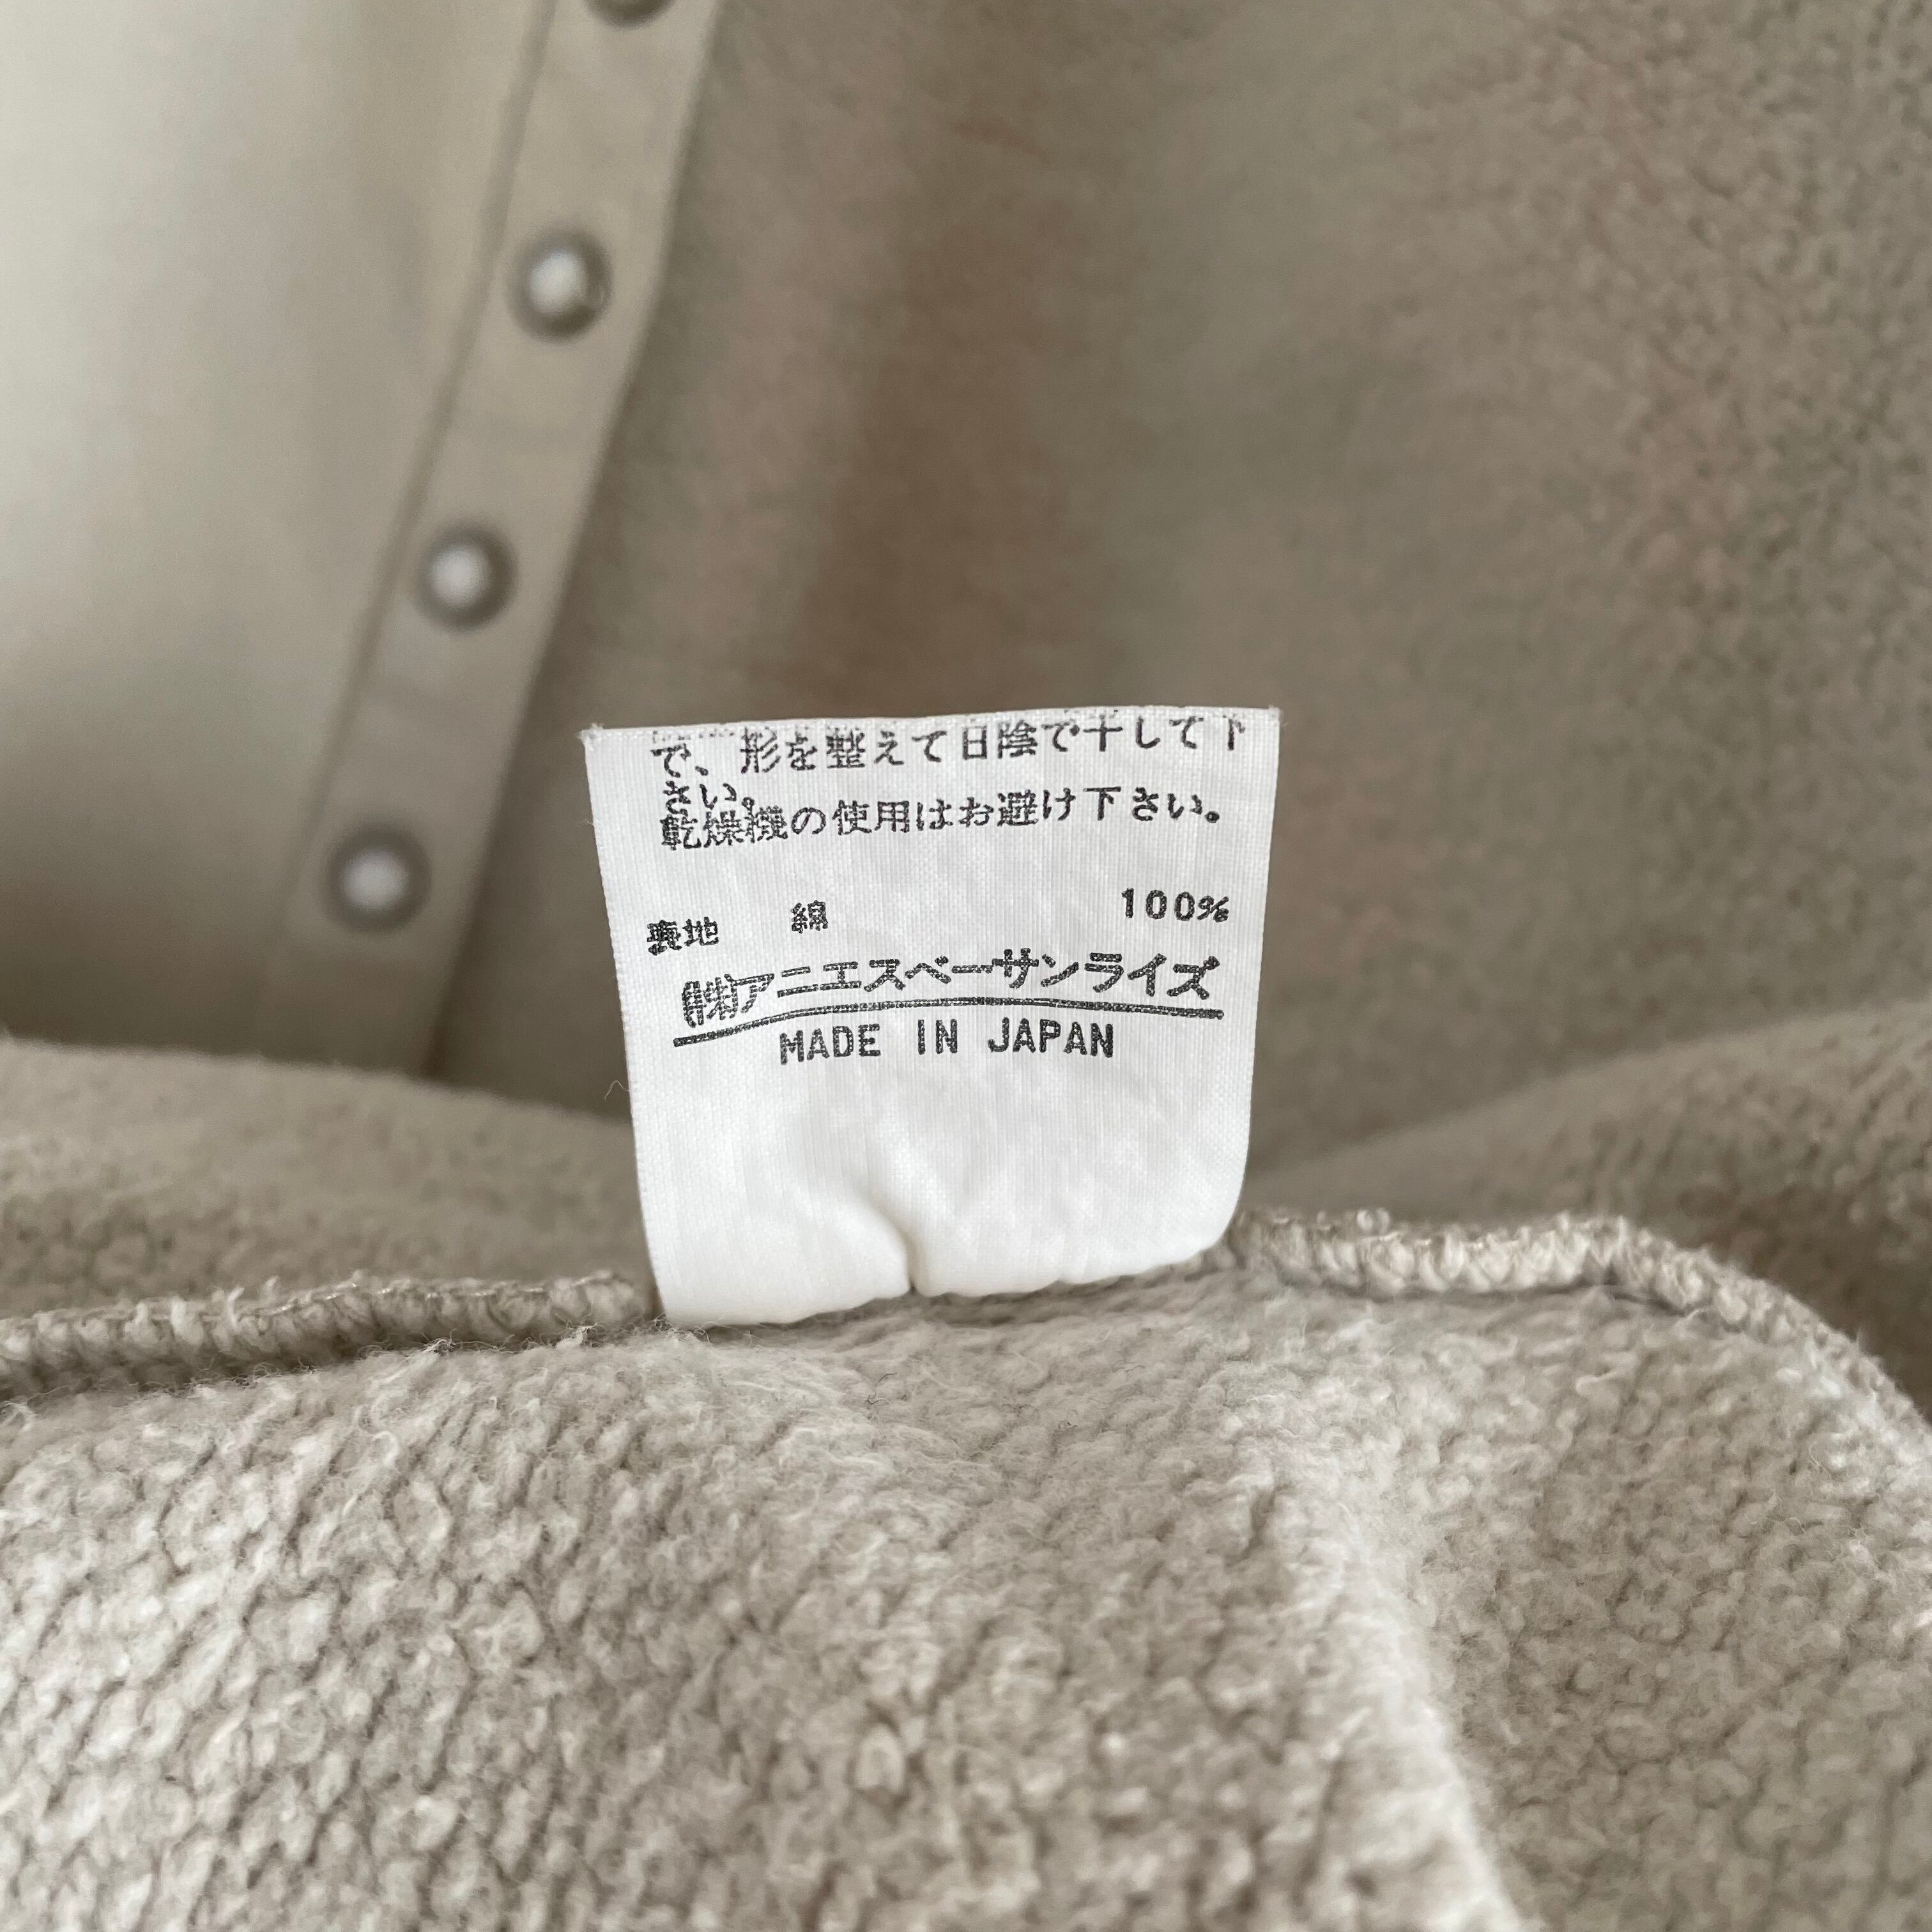 で、形を整えて日陰で干して下
さい。
乾燥機の使用はお避け下さい。
裏地 綿 100%
(株)アニエスベーサンライズ
MADE IN JAPAN